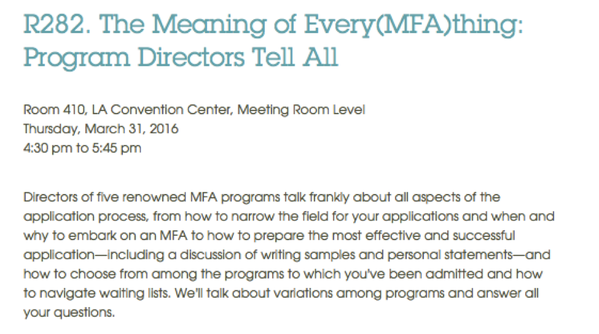 R282. The Meaning of Every(MFA)thing:
Program Directors Tell All
Room 410, LA Convention Center, Meeting Room Level
Thursday, March 31, 2016
4:30 pm to 5:45 pm
Directors of five renowned MFA programs talk frankly about all aspects of the
application process, from how to narrow the field for your applications and when and
why to embark on an MFA to how to prepare the most effective and successful
application—including a discussion of writing samples and personal statements—and
how to choose from among the programs to which you've been admitted and how
to navigate waiting lists. We'll talk about variations among programs and answer all
your questions.